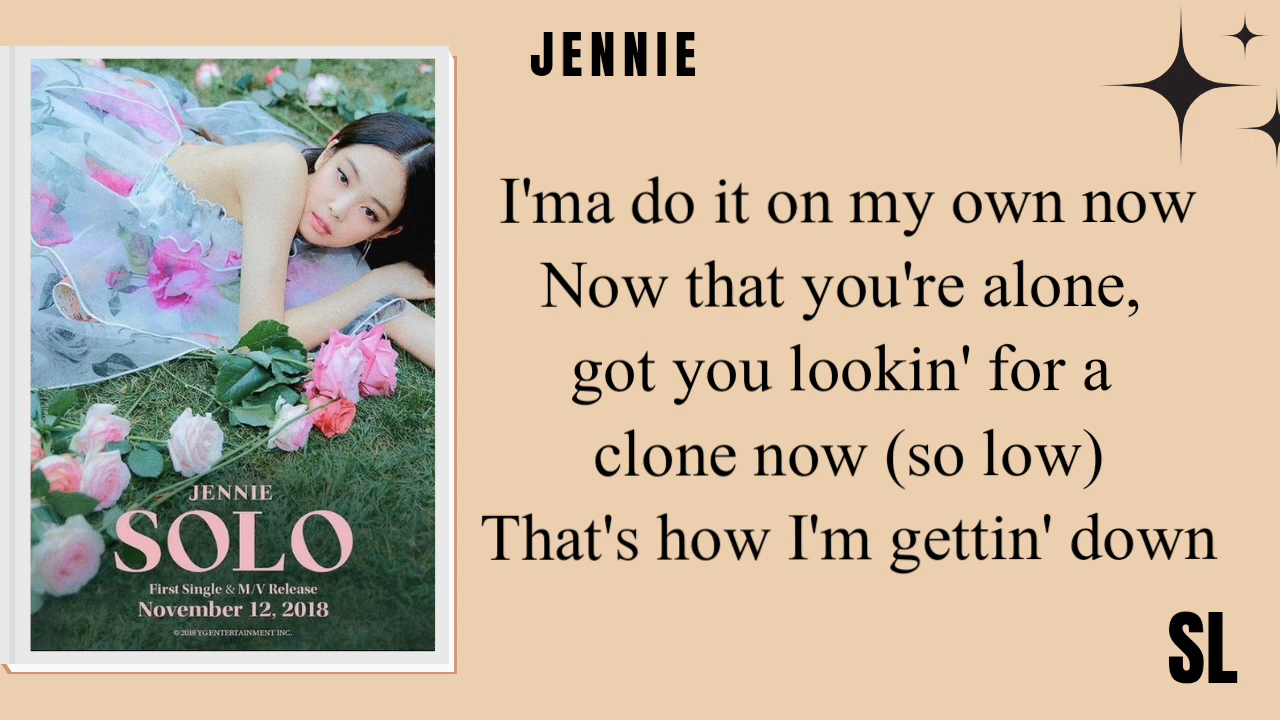 JENNIE
I'ma do it on my own now
Now that you're alone,
got you lookin' for a
clone now (so low)
That's how I'm gettin' down
JENNIE
SOLO
First Single & M/V Release
November 12, 2018
© 2018 YG ENTERTAINMENT INC.
SL